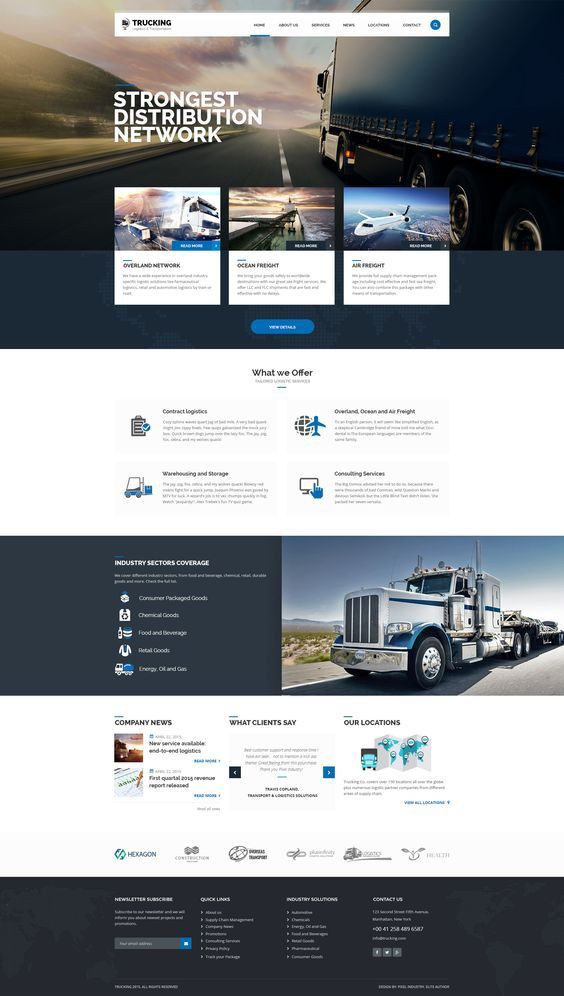 TRUCKING
Logistics & Transportation
HOME ABOUT US SERVICES NEWS LOCATIONS CONTACT
STRONGEST
DISTRIBUTION
NETWORK
READ MORE
READ MORE
READ MORE
OVERLAND NETWORK
We have a wide experience in overland industry
specific logistic solutions like farmaceutical
logistics, retail and automotive logistics by train or
road.
OCEAN FREIGHT
We bring your goods safely to worldwide
destinations with our great sea fright services. We
offer LLC and FLC shipments that are fast and
effective with no delays.
AIR FREIGHT
We provide full supply chain management pack
age including cost effective and fast sea freight.
You can also combine this package with other
means of transportation.
VIEW DETAILS
What we Offer
TAILORED LOGISTIC SERVICES
Contract logistics
Cozy sphinx waves quart jug of bad milk. A very bad quack
might jinx zippy fowls. Few quips galvanized the mock jury
box. Quick brown dogs jump over the lazy fox. The jay, pig,
fox, zebra, and my wolves quack!
Overland, Ocean and Air Freight
To an English person, it will seem like simplified English, as
a skeptical Cambridge friend of mine told me what Occi-
dental is.The European languages are members of the
same family.
Warehousing and Storage
The jay, pig, fox, zebra, and my wolves quack! Blowzy red
vixens fight for a quick jump. Joaquin Phoenix was gazed by
MTV for luck. A wizard's job is to vex chumps quickly in fog.
Watch "Jeopardy!", Alex Trebek's fun TV quiz game.
Consulting Services
The Big Oxmox advised her not to do so, because there
were thousands of bad Commas, wild Question Marks and
devious Semikoli, but the Little Blind Text didn't listen. She
packed her seven versalia.
INDUSTRY SECTORS COVERAGE
We cover different industry sectors, from food and beverage, chemical, retail, durable
goods and more. Check the full list.
Consumer Packaged Goods
Chemical Goods
Food and Beverage
Retail Goods
Energy, Oil and Gas
COMPANY NEWS
APRIL 22, 2015
New service available:
end-to-end logistics
READ MORE
APRIL 22, 2015
First quartal 2015 revenue
report released
READ MORE
Read all news
WHAT CLIENTS SAY
Best customer support and response time I
have ever seen... not to mention a kick ass
theme! Great feeling from this purchase.
Thank you Pixel Industry!
TRAVIS COPLAND,
TRANSPORT & LOGISTICS SOLUTIONS
OUR LOCATIONS
Trucking Co. covers over 190 locations all over the globe
plus numerous logistic partner companies from different
areas of supply chain.
VIEW ALL LOCATIONS
HEXAGON
CONSTRUCTION
OVERSEAS
TRANSPORT
LOGISTICS
HEALTH
NEWSLETTER SUBSCRIBE
Subscribe to our newsletter and we will
inform you about newest projects and
promotions.
Your email address
QUICK LINKS
About us
Supply Chain Management
Company News
Promotions
Consulting Services
Privacy Policy
Track your Package
INDUSTRY SOLUTIONS
Automotive
Chemicals
Energy, Oil and Gas
Food and Beverages
Retail Goods
Pharmaceutical
Consumer Goods
CONTACT US
123 Second Street Fifth Avenue,
Manhattan, New York
+00 41 258 489 6587
info@trucking.com
TRUCKING 2015. ALL RIGHTS RESERVED
DESIGN BY: PIXEL INDUSTRY. ELITE AUTHOR